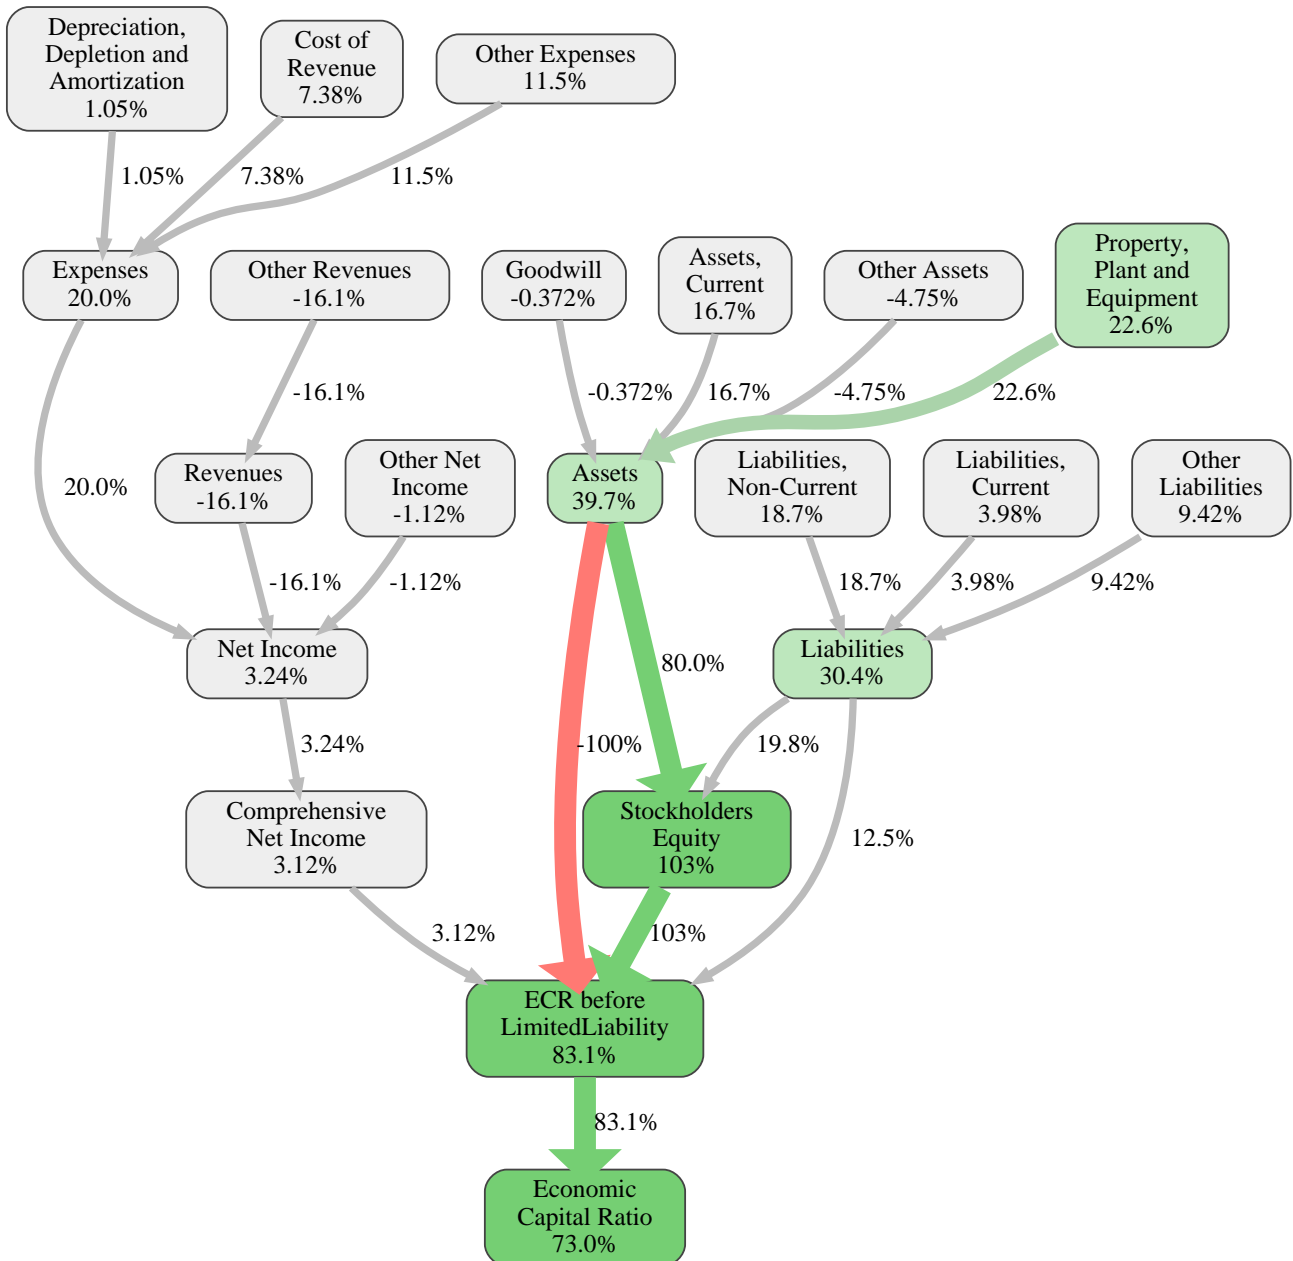 Depreciation,
Depletion and
Amortization
1.05%
Cost of
Revenue
7.38%
Other Expenses
11.5%
1.05%
7.38%
11.5%
Expenses
20.0%
Other Revenues
-16.1%
Goodwill
-0.372%
Assets,
Current
16.7%
Other Assets
-4.75%
Property,
Plant and
Equipment
22.6%
-16.1%
-0.372%
16.7%
-4.75%
22.6%
20.0%
Revenues
-16.1%
Other Net
Income
-1.12%
Assets
39.7%
Liabilities,
Non-Current
18.7%
Liabilities,
Current
3.98%
Other
Liabilities
9.42%
-16.1%
-1.12%
18.7%
3.98%
9.42%
Net Income
3.24%
80.0%
Liabilities
30.4%
3.24%
-100%
19.8%
Comprehensive
Net Income
3.12%
Stockholders
Equity
103%
12.5%
3.12%
103%
ECR before
LimitedLiability
83.1%
83.1%
Economic
Capital Ratio
73.0%